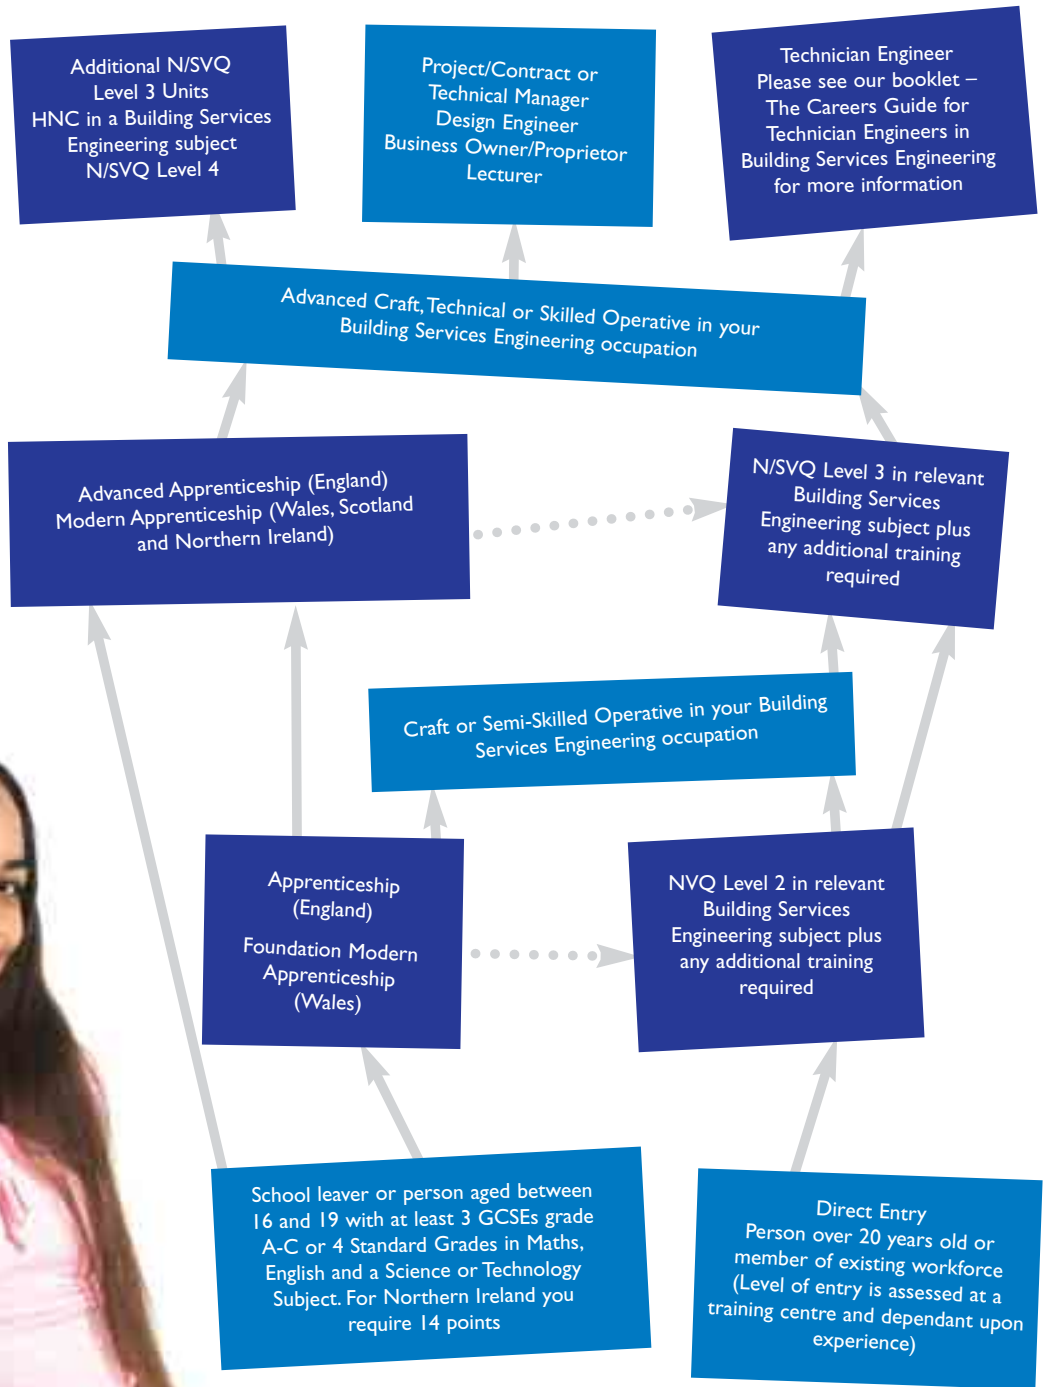 Additional N/SVQ
Level 3 Units
HNC in a Building Services
Engineering subject
N/SVQ Level 4
Project/Contract or
Technical Manager
Design Engineer
Business Owner/Proprietor
Lecturer
Technician Engineer
Please see our booklet –
The Careers Guide for
Technician Engineers in
Building Services Engineering
for more information
Advanced Craft, Technical or Skilled Operative in your
Building Services Engineering occupation
Advanced Apprenticeship (England)
Modern Apprenticeship (Wales, Scotland
and Northern Ireland)
N/SVQ Level 3 in relevant
Building Services
Engineering subject plus
any additional training
required
Craft or Semi-Skilled Operative in your Building
Services Engineering occupation
Apprenticeship
(England)
Foundation Modern
Apprenticeship
(Wales)
NVQ Level 2 in relevant
Building Services
Engineering subject plus
any additional training
required
School leaver or person aged between
16 and 19 with at least 3 GCSEs grade
A-C or 4 Standard Grades in Maths,
English and a Science or Technology
Subject. For Northern Ireland you
require 14 points
Direct Entry
Person over 20 years old or
member of existing workforce
(Level of entry is assessed at a
training centre and dependant upon
experience)